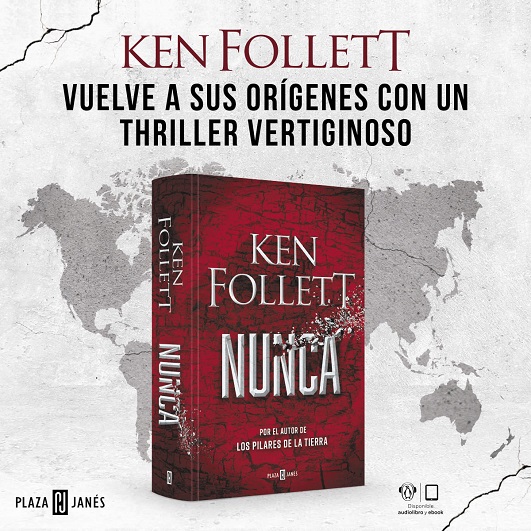 KEN FOLLETT
VUELVE A SUS ORÍGENES CON UN
THRILLER VERTIGINOSO
KEN FOLLETT
NUNCA
KEN
FOLLETT
NUNCA
POR EL AUTOR DE
LOS PILARES DE LA TIERRA
PLAZA JANÉS
PLAZA JANÉS
Disponible
audiolibro y ebook